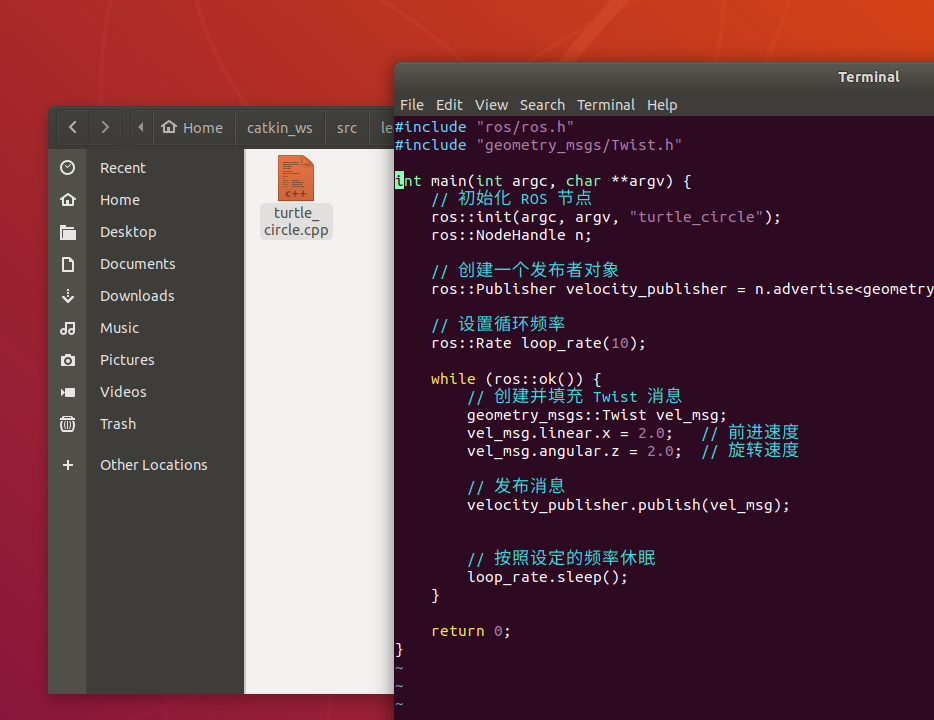 Terminal
File Edit View Search Terminal Help
Home catkin_ws src le
Recent
Home
Desktop
Documents
Downloads
Music
Pictures
Videos
Trash
Other Locations
c++
turtle_
circle.cpp
#include "ros/ros.h"
#include "geometry_msgs/Twist.h"
int main(int argc, char **argv) {
// 初始化 ROS 节点
ros::init(argc, argv, "turtle_circle");
ros::NodeHandle n;
// 创建一个发布者对象
ros::Publisher velocity_publisher = n.advertise<geometry
// 设置循环频率
ros::Rate loop_rate(10);
while (ros::ok()) {
// 创建并填充 Twist 消息
geometry_msgs::Twist vel_msg;
vel_msg.linear.x = 2.0; // 前进速度
vel_msg.angular.z = 2.0; // 旋转速度
// 发布消息
velocity_publisher.publish(vel_msg);
// 按照设定的频率休眠
loop_rate.sleep();
}
return 0;
}
~
~
~